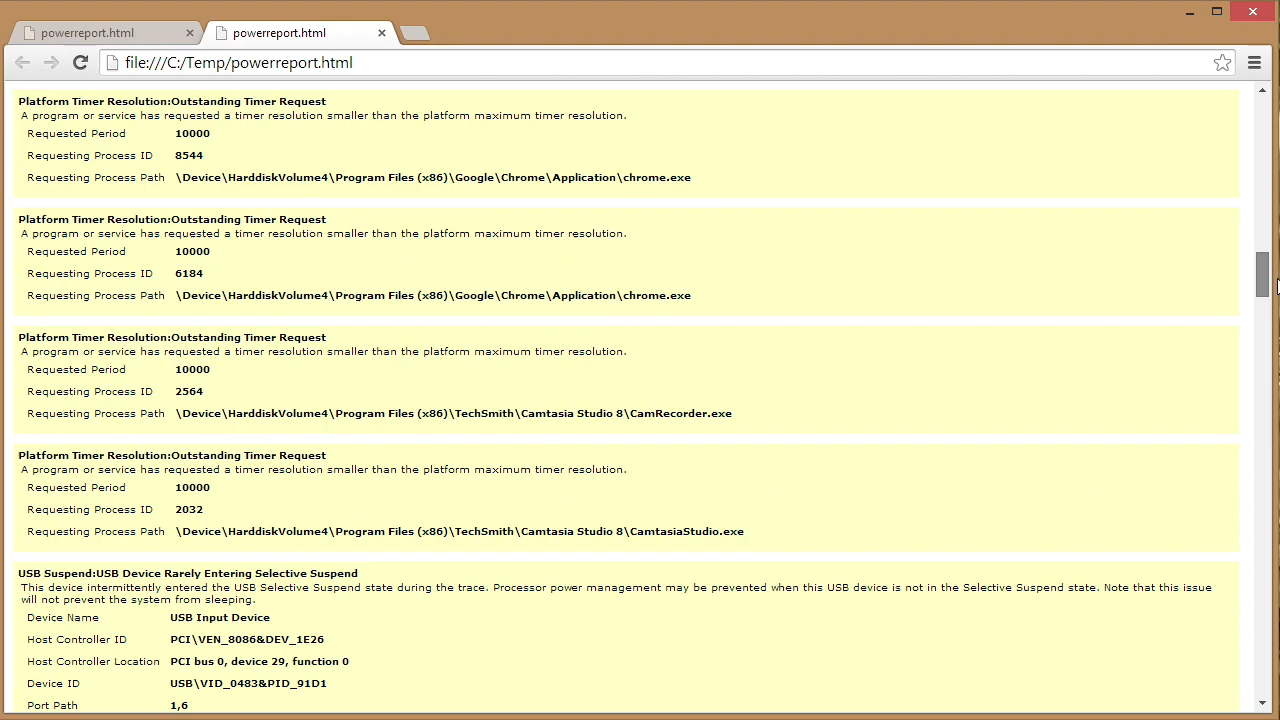 powerreport.html
powerreport.html
file:///C:/Temp/powerreport.html
Platform Timer Resolution:Outstanding Timer Request
A program or service has requested a timer resolution smaller than the platform maximum timer resolution.
Requested Period 10000
Requesting Process ID 8544
Requesting Process Path \Device\HarddiskVolume4\Program Files (x86)\Google\Chrome\Application\chrome.exe
Platform Timer Resolution:Outstanding Timer Request
A program or service has requested a timer resolution smaller than the platform maximum timer resolution.
Requested Period 10000
Requesting Process ID 6184
Requesting Process Path \Device\HarddiskVolume4\Program Files (x86)\Google\Chrome\Application\chrome.exe
Platform Timer Resolution:Outstanding Timer Request
A program or service has requested a timer resolution smaller than the platform maximum timer resolution.
Requested Period 10000
Requesting Process ID 2564
Requesting Process Path \Device\HarddiskVolume4\Program Files (x86)\TechSmith\Camtasia Studio 8\CamRecorder.exe
Platform Timer Resolution:Outstanding Timer Request
A program or service has requested a timer resolution smaller than the platform maximum timer resolution.
Requested Period 10000
Requesting Process ID 2032
Requesting Process Path \Device\HarddiskVolume4\Program Files (x86)\TechSmith\Camtasia Studio 8\CamtasiaStudio.exe
USB Suspend:USB Device Rarely Entering Selective Suspend
This device intermittently entered the USB Selective Suspend state during the trace. Processor power management may be prevented when this USB device is not in the Selective Suspend state. Note that this issue
will not prevent the system from sleeping.
Device Name USB Input Device
Host Controller ID PCI\VEN_8086&DEV_1E26
Host Controller Location PCI bus 0, device 29, function 0
Device ID USB\VID_0483&PID_91D1
Port Path 1,6